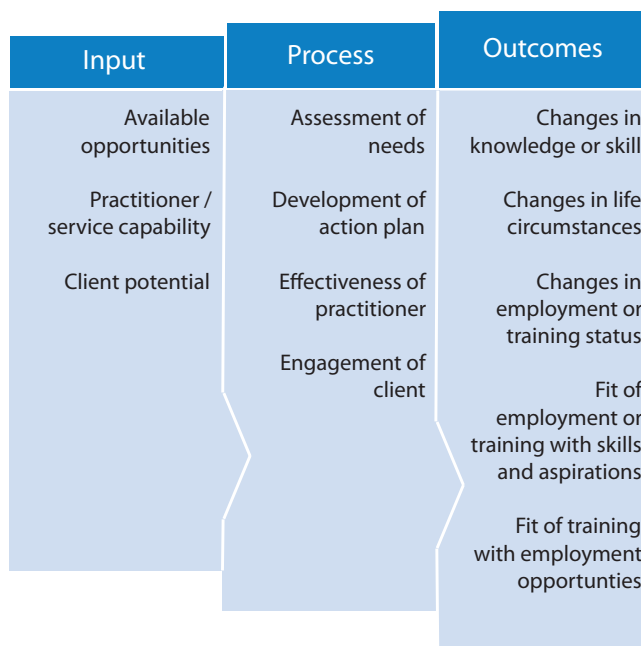 Input
Available
opportunities
Practitioner /
service capability
Client potential
Process
Assessment of
needs
Development of
action plan
Effectiveness of
practitioner
Engagement of
client
Outcomes
Changes in
knowledge or skill
Changes in life
circumstances
Changes in
employment or
training status
Fit of
employment or
training with skills
and aspirations
Fit of training
with employment
opportunties